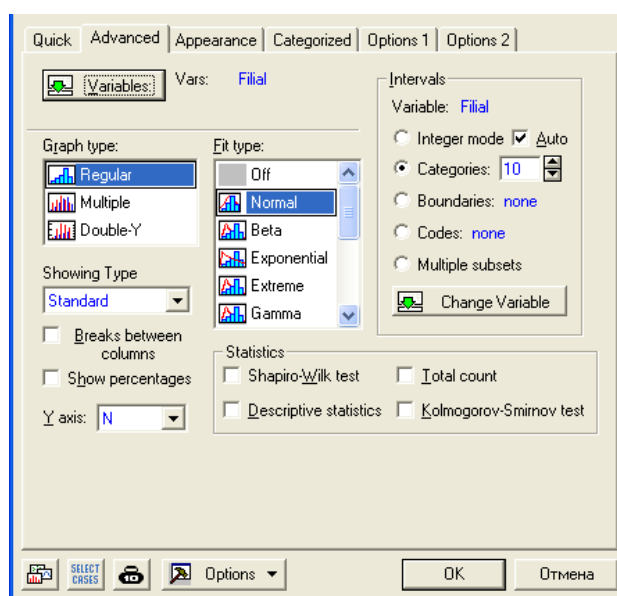 Quick Advanced Appearance Categorized Options 1 Options 2
Variables: Vars: Filial
Intervals
Variable: Filial
Integer mode Auto
Categories: 10
Boundaries: none
Codes: none
Multiple subsets
Change Variable
Graph type:
Regular
Multiple
Double-Y
Fit type:
Off
Normal
Beta
Exponential
Extreme
Gamma
Showing Type
Standard
Breaks between
columns
Show percentages
Y axis: N
Statistics
Shapiro-Wilk test Total count
Descriptive statistics Kolmogorov-Smirnov test
SELECT
CASES
Options OK Отмена